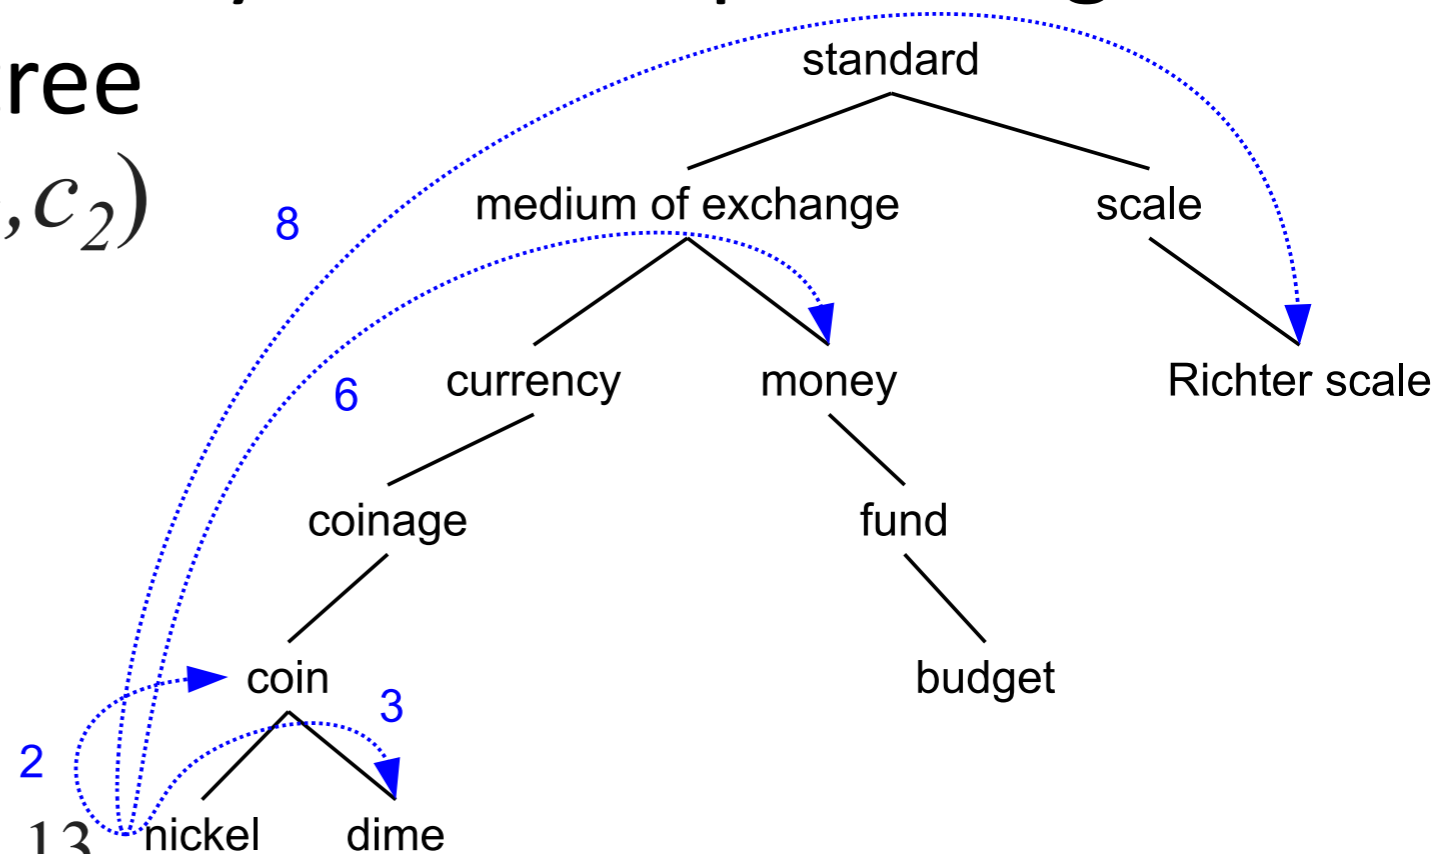 standard
ree
,c₂)
8
medium of exchange
scale
6
currency
money
Richter scale
coinage
fund
coin
budget
3
2
13
nickel
dime